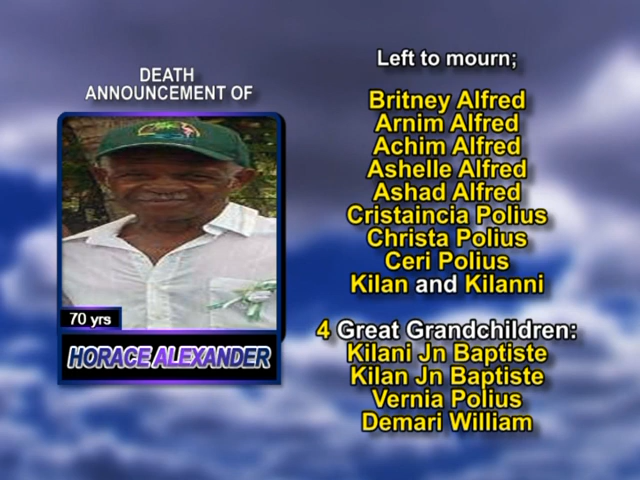 DEATH
ANNOUNCEMENT OF
70 yrs
HORACE ALEXANDER
Left to mourn;
Britney Alfred
Arnim Alfred
Achim Alfred
Ashelle Alfred
Ashad Alfred
Cristaincia Polius
Christa Polius
Ceri Polius
Kilan and Kilanni
4 Great Grandchildren:
Kilani Jn Baptiste
Kilan Jn Baptiste
Vernia Polius
Demari William